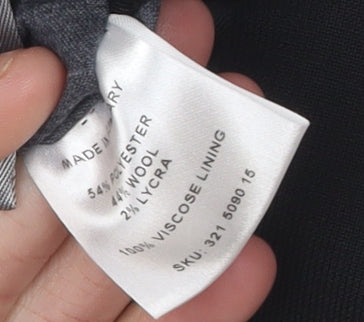 MADE IN
54% POLYESTER
44% WOOL
2% LYCRA
100% VISCOSE LINING
SKU: 321 5090 15